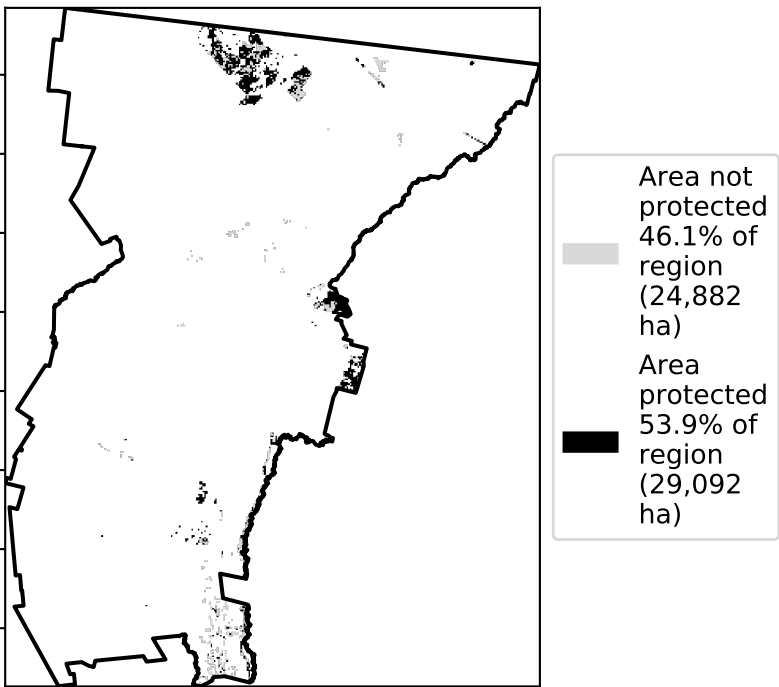 Area not
protected
46.1% of
region
(24,882
ha)
Area
protected
53.9% of
region
(29,092
ha)